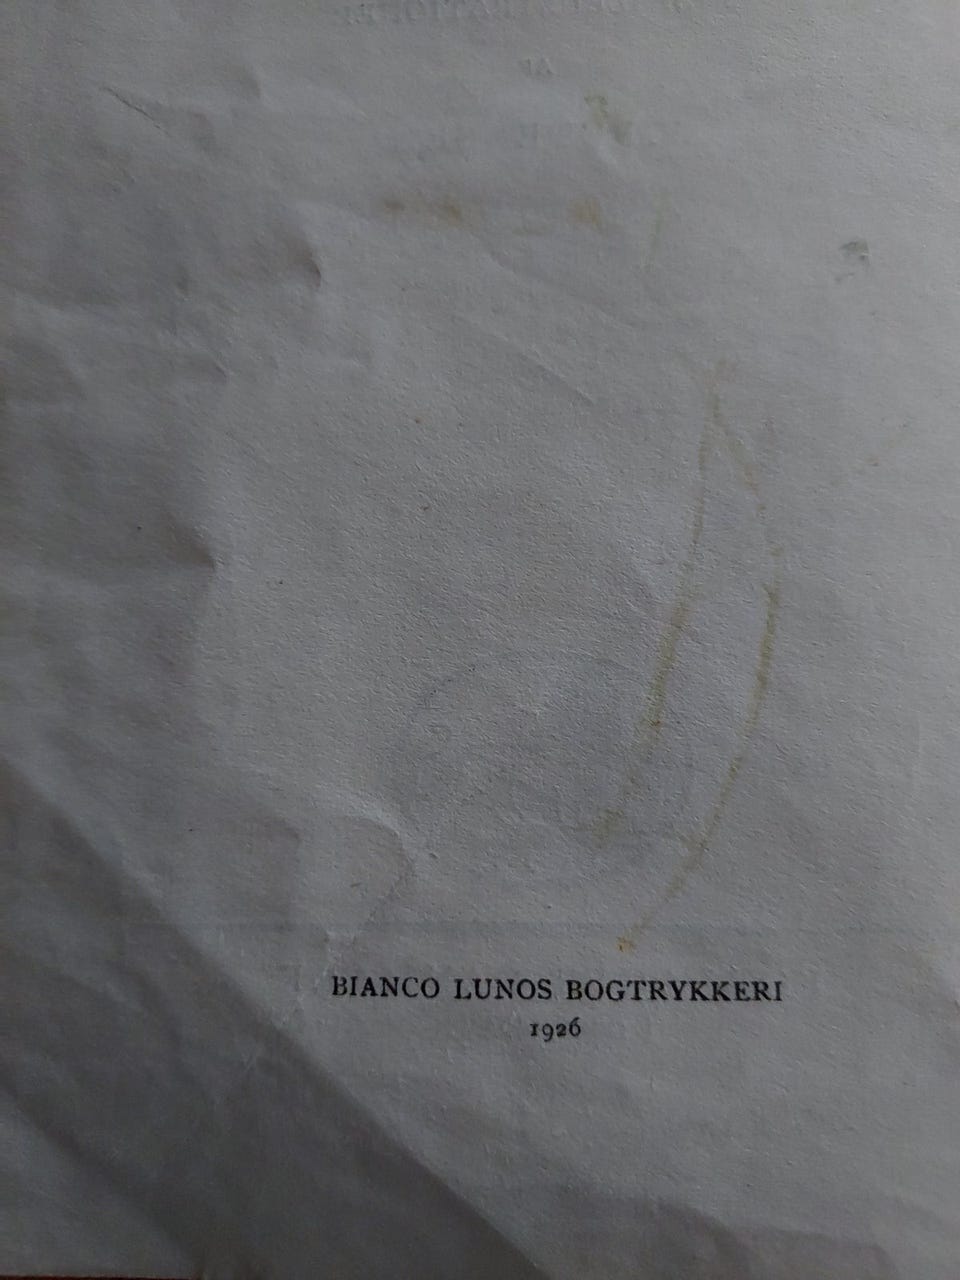 BIANCO LUNOS BOGTRYKKERI
1926